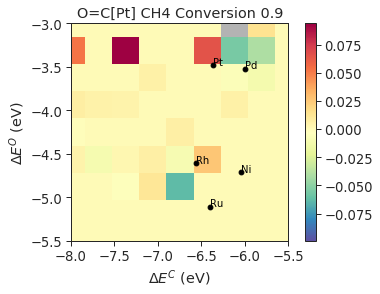 O=C[Pt] CH4 Conversion 0.9
−3.0
−3.5
−4.0
−4.5
−5.0
−5.5
ΔE^O (eV)
Pt
Pd
Rh
Ni
Ru
−8.0 −7.5 −7.0 −6.5 −6.0 −5.5
ΔE^C (eV)
0.075
0.050
0.025
0.000
−0.025
−0.050
−0.075